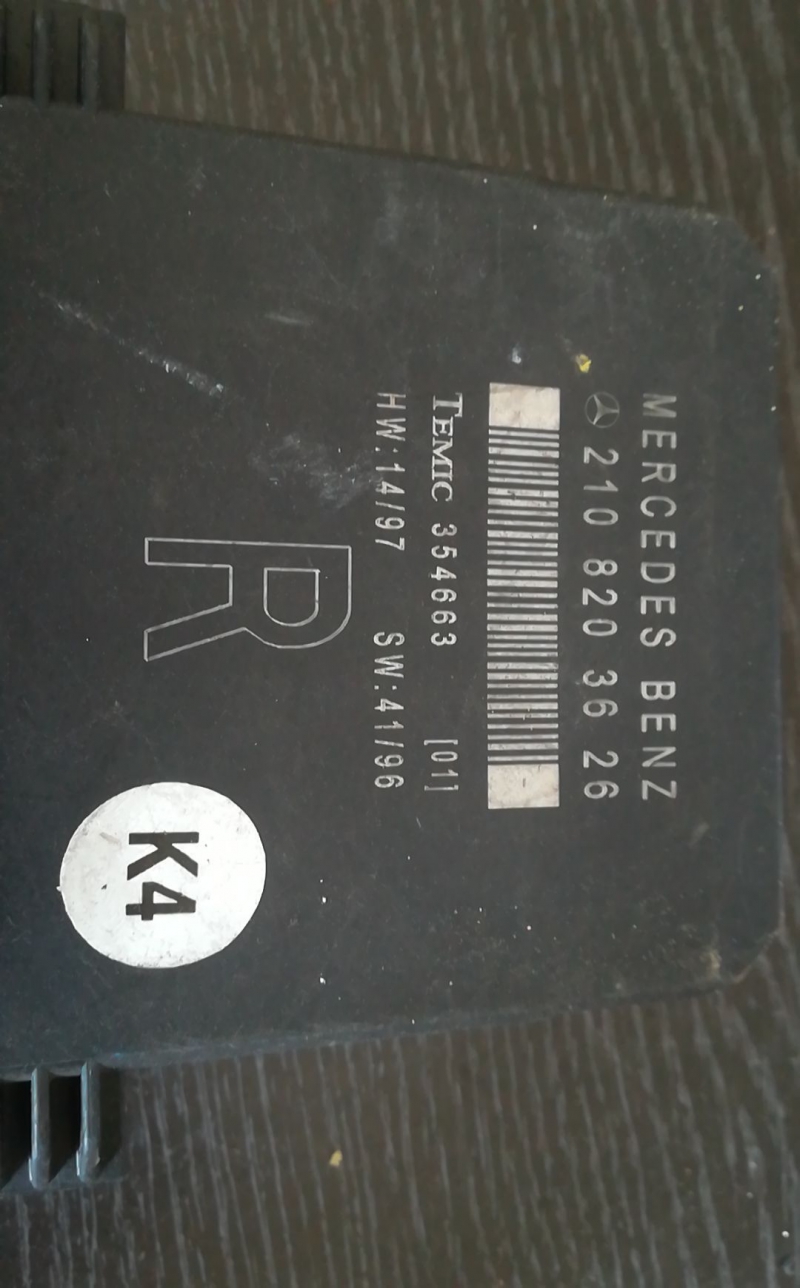 MERCEDES BENZ
210 820 36 26
TEMIC 354663 [01]
HW:14/97 SW:41/96
R
K4